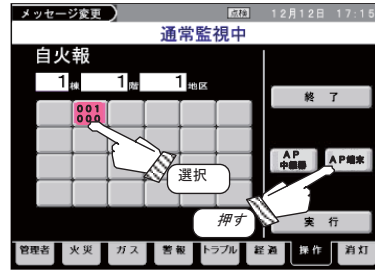 メッセージ変更 点検 12月12日 17:15
通常監視中
自火報
1棟 1階 1地区
001
000
選択
終了
AP
中継器
AP端末
押す
実行
管理者 火災 ガス 警報 トラブル 経過 操作 消灯